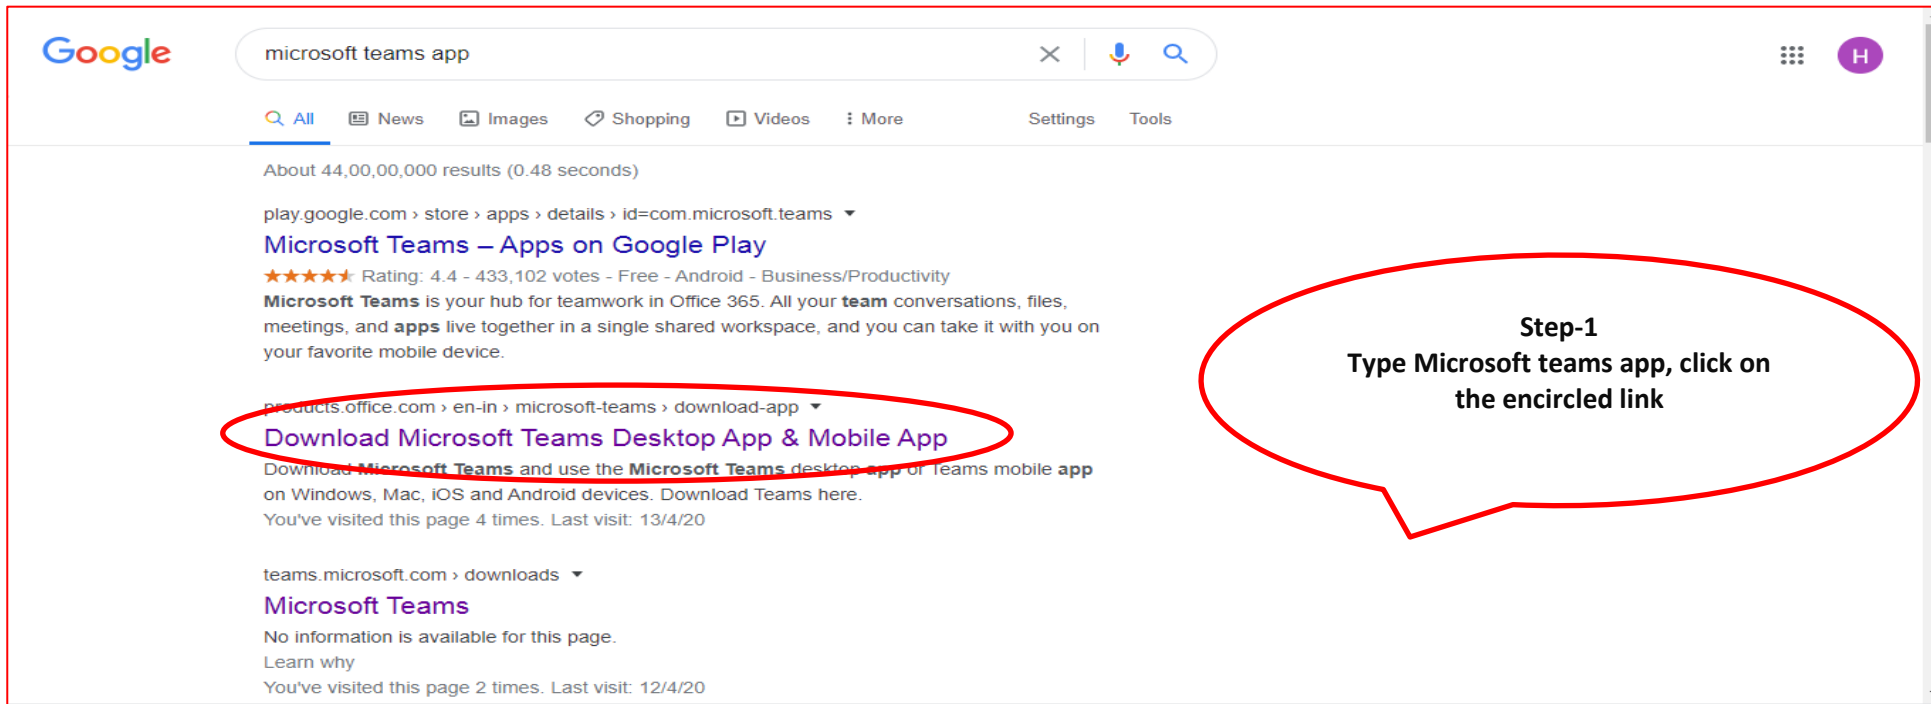 Google
microsoft teams app
H
All News Images Shopping Videos More Settings Tools
About 44,00,00,000 results (0.48 seconds)
play.google.com › store › apps › details › id=com.microsoft.teams
Microsoft Teams – Apps on Google Play
Rating: 4.4 - 433,102 votes - Free - Android - Business/Productivity
Microsoft Teams is your hub for teamwork in Office 365. All your team conversations, files,
meetings, and apps live together in a single shared workspace, and you can take it with you on
your favorite mobile device.
products.office.com › en-in › microsoft-teams › download-app
Download Microsoft Teams Desktop App & Mobile App
Download Microsoft Teams and use the Microsoft Teams desktop app or Teams mobile app
on Windows, Mac, iOS and Android devices. Download Teams here.
You've visited this page 4 times. Last visit: 13/4/20
teams.microsoft.com › downloads
Microsoft Teams
No information is available for this page.
Learn why
You've visited this page 2 times. Last visit: 12/4/20
Step-1
Type Microsoft teams app, click on
the encircled link